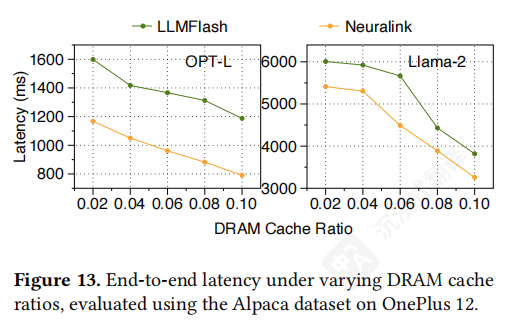 LLMFlash Neuralink
OPT-L
Llama-2
Latency (ms)
1600
1400
1200
1000
800
6000
5000
4000
3000
0.02 0.04 0.06 0.08 0.10
0.02 0.04 0.06 0.08 0.10
DRAM Cache Ratio
Figure 13. End-to-end latency under varying DRAM cache
ratios, evaluated using the Alpaca dataset on OnePlus 12.